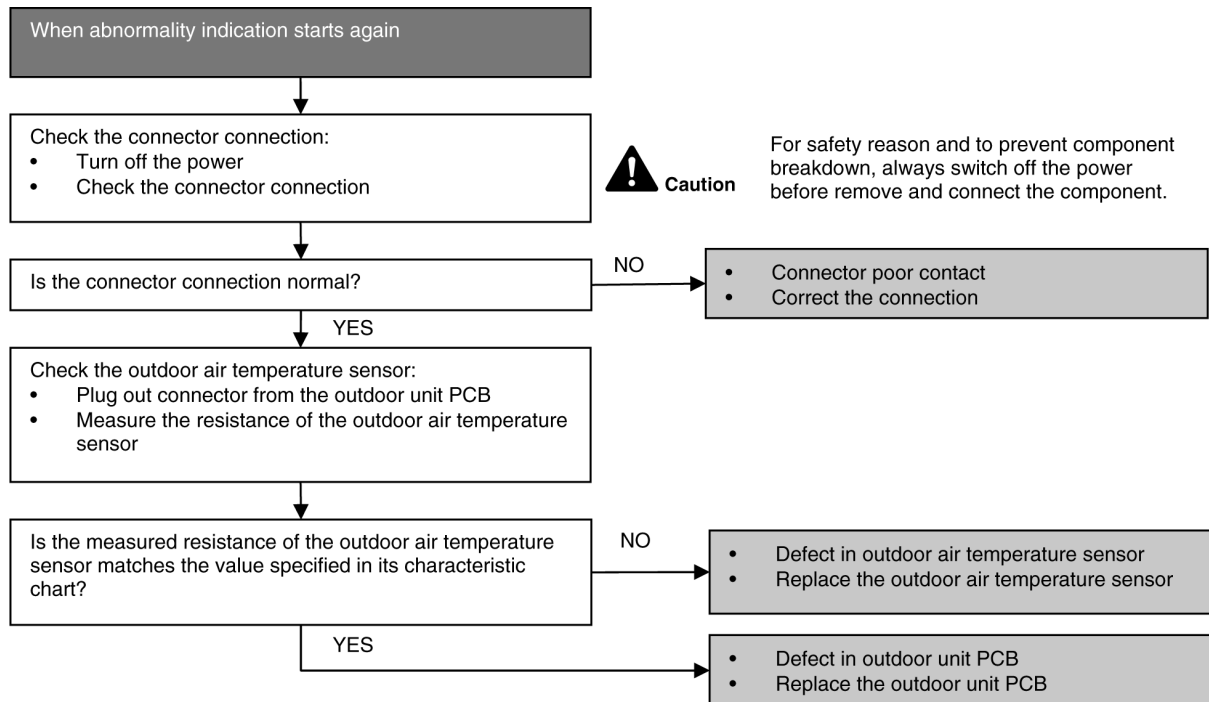 When abnormality indication starts again
Check the connector connection:
• Turn off the power
• Check the connector connection
Caution
For safety reason and to prevent component
breakdown, always switch off the power
before remove and connect the component.
Is the connector connection normal?
NO
• Connector poor contact
• Correct the connection
YES
Check the outdoor air temperature sensor:
• Plug out connector from the outdoor unit PCB
• Measure the resistance of the outdoor air temperature
sensor
Is the measured resistance of the outdoor air temperature
sensor matches the value specified in its characteristic
chart?
NO
• Defect in outdoor air temperature sensor
• Replace the outdoor air temperature sensor
YES
• Defect in outdoor unit PCB
• Replace the outdoor unit PCB